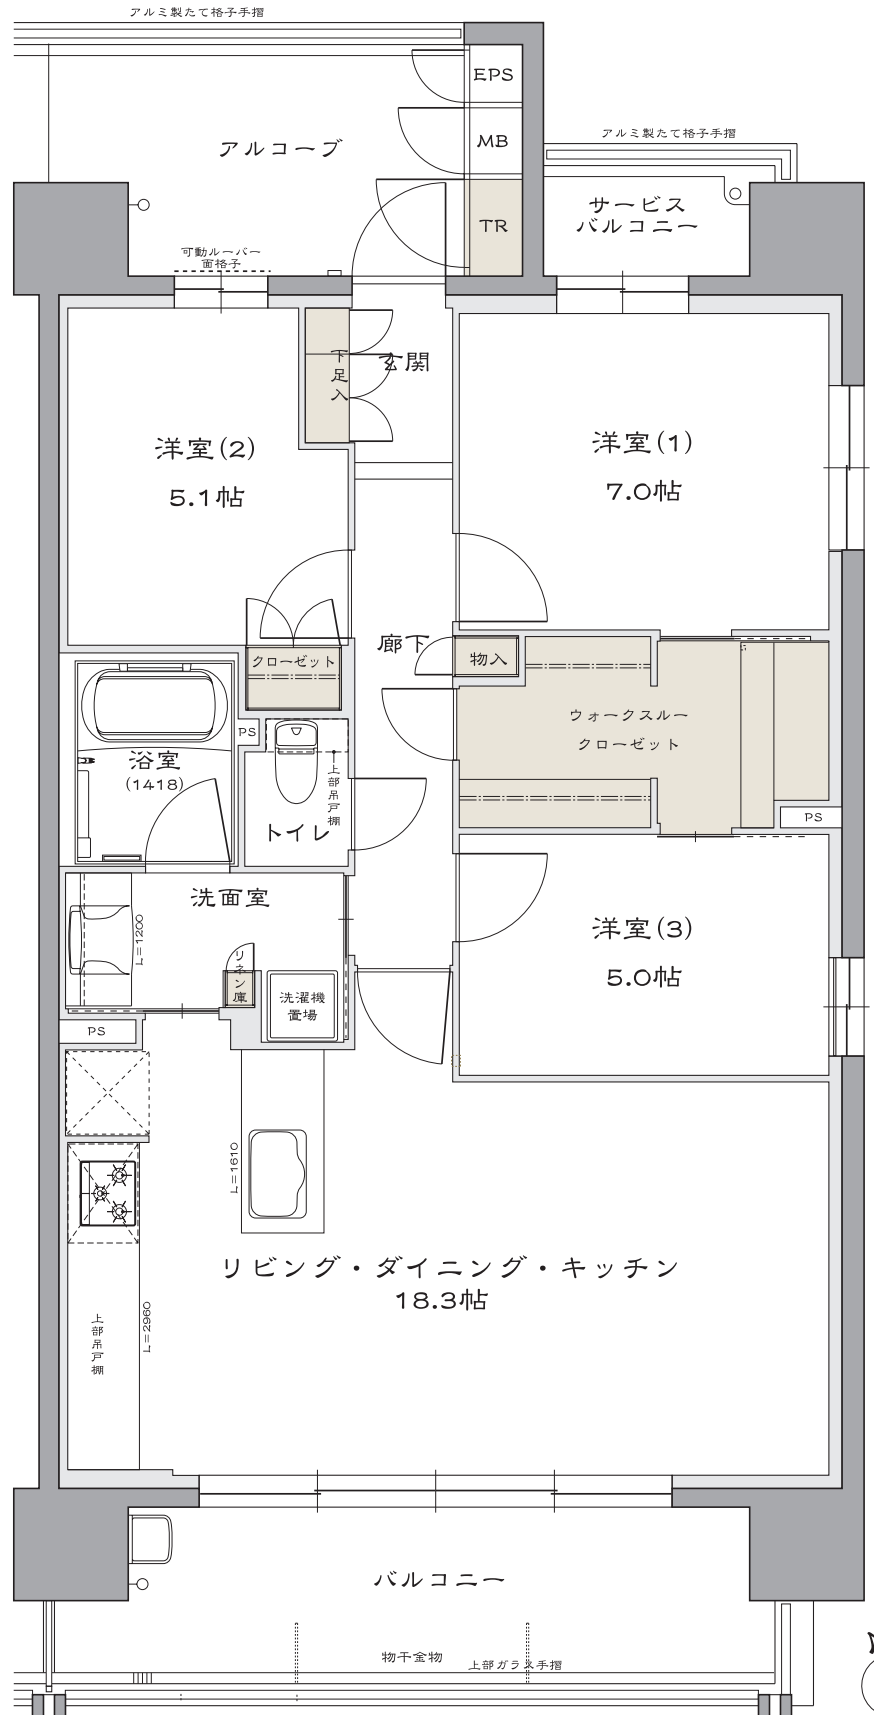 アルミ製たて格子手摺
EPS
MB
アルミ製たて格子手摺
アルコーブ
TR
サービス
バルコニー
可動ルーバー
面格子
下足入
玄関
洋室(2)
5.1帖
洋室(1)
7.0帖
廊下
物入
クローゼット
ウォークスルー
クローゼット
PS
浴室
(1418)
上部吊戸棚
トイレ
PS
洗面室
L=1200
リネン庫
洗濯機
置場
洋室(3)
5.0帖
PS
L=1610
リビング・ダイニング・キッチン
18.3帖
上部吊戸棚
L=2960
バルコニー
物干金物
上部ガラス手摺